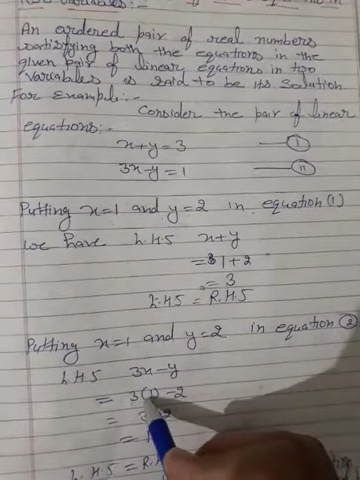 An ordered pair of real numbers
satisfying both the equations in the
given pair of linear equations in two
variables is said to be its solution.
For Example:-
Consider the pair of linear
equations:-
x+y=3 —(i)
3x-y=1 —(ii)
Putting x=1 and y=2 in equation (1)
we have L.H.S x+y
= 1+2
= 3
L.H.S = R.H.S
Putting x=1 and y=2 in equation (2)
L.H.S 3x-y
= 3(1)-2
= 3-2
=
L.H.S = R.H.